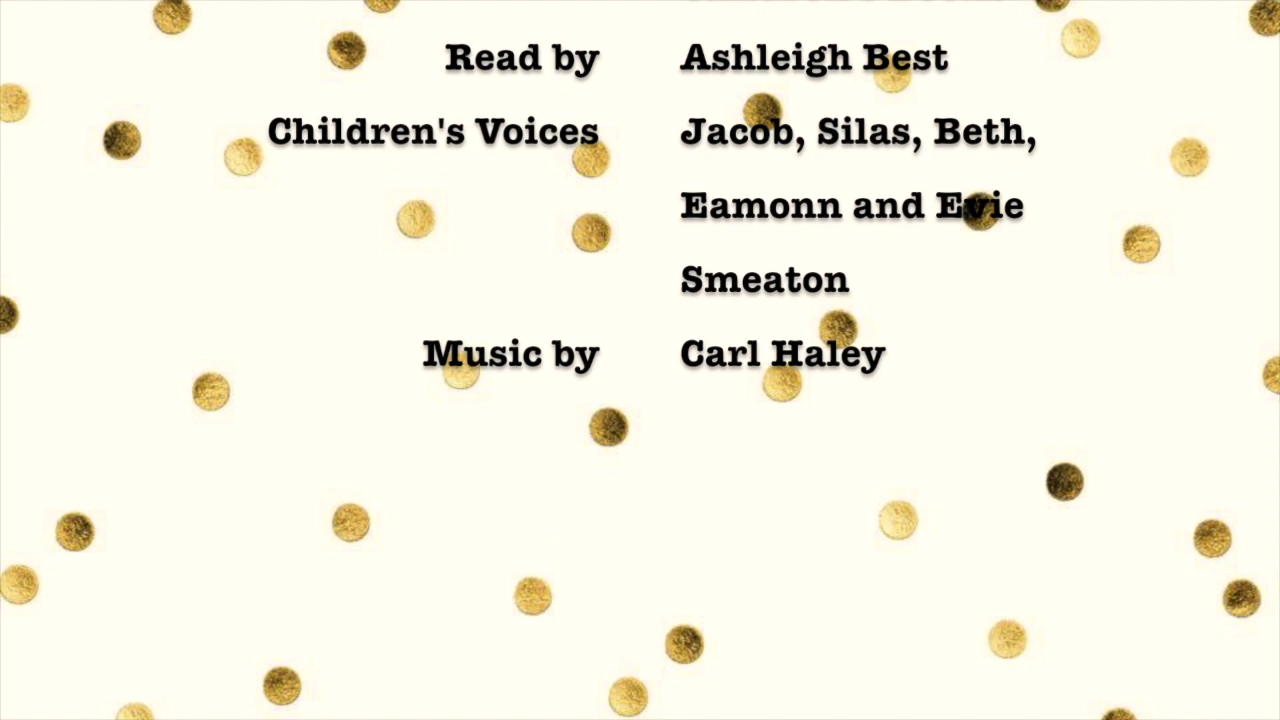 Read by Ashleigh Best
Children's Voices Jacob, Silas, Beth,
Eamonn and Evie
Smeaton
Music by Carl Haley